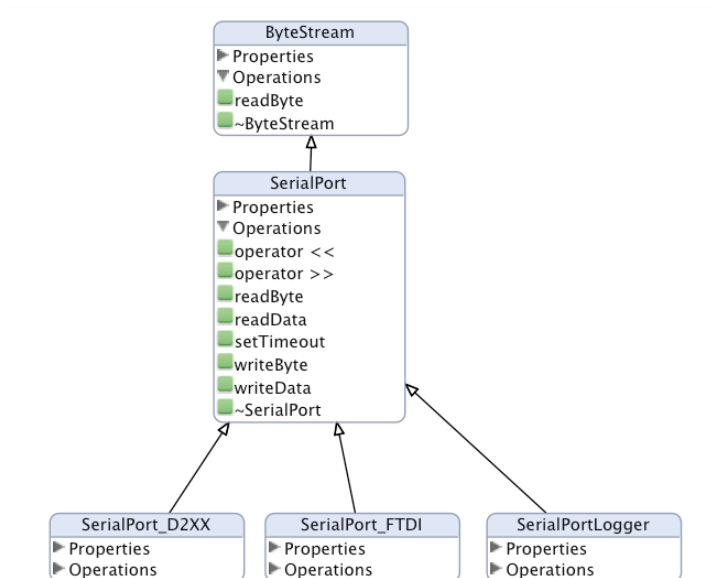 ByteStream
Properties
Operations
readByte
~ByteStream
SerialPort
Properties
Operations
operator <<
operator >>
readByte
readData
setTimeout
writeByte
writeData
~SerialPort
SerialPort_D2XX
Properties
Operations
SerialPort_FTDI
Properties
Operations
SerialPortLogger
Properties
Operations